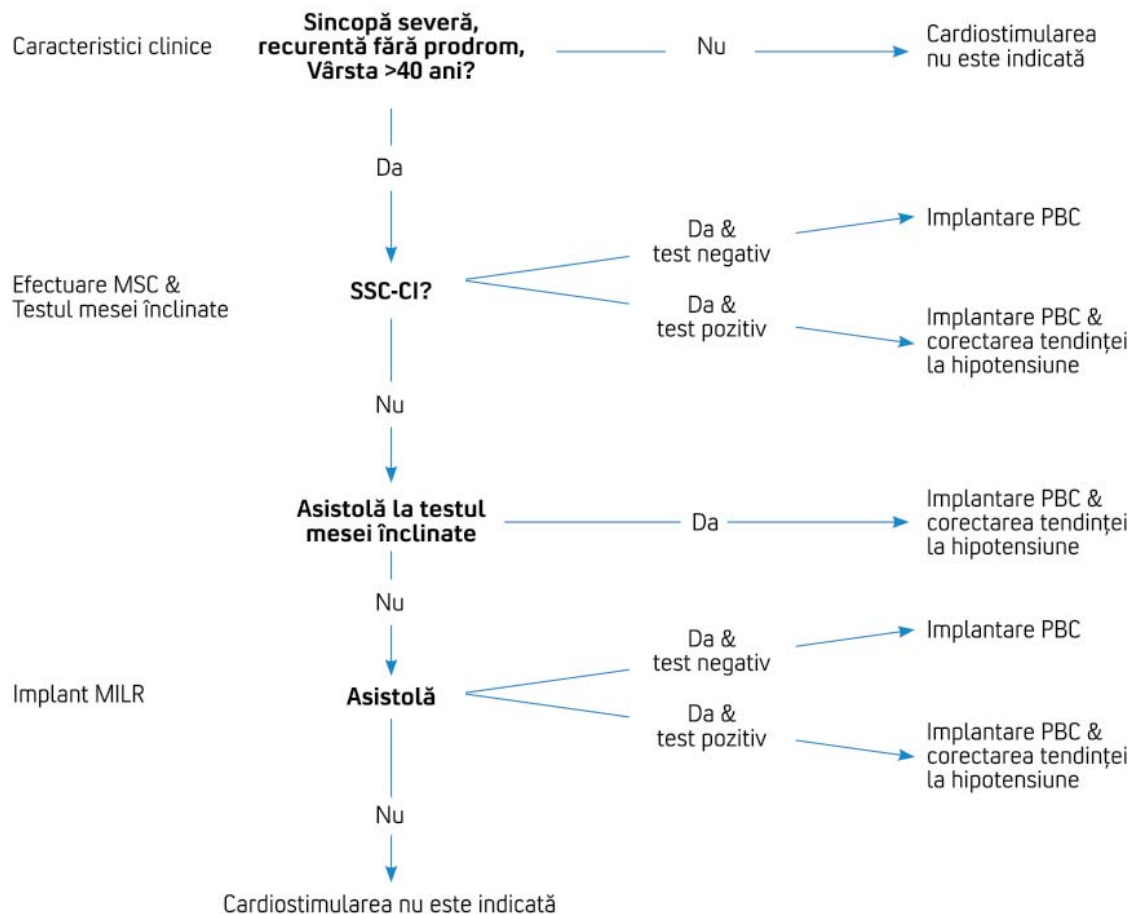 Caracteristici clinice
Sincopă severă,
recurentă fără prodrom,
Vârsta >40 ani?
Nu
Cardiostimularea
nu este indicată
Da
Efectuare MSC &
Testul mesei înclinate
SSC-CI?
Da &
test negativ
Implantare PBC
Da &
test pozitiv
Implantare PBC &
corectarea tendinței
la hipotensiune
Nu
Asistolă la testul
mesei înclinate
Da
Implantare PBC &
corectarea tendinței
la hipotensiune
Nu
Implant MILR
Asistolă
Da &
test negativ
Implantare PBC
Da &
test pozitiv
Implantare PBC &
corectarea tendinței
la hipotensiune
Nu
Cardiostimularea nu este indicată